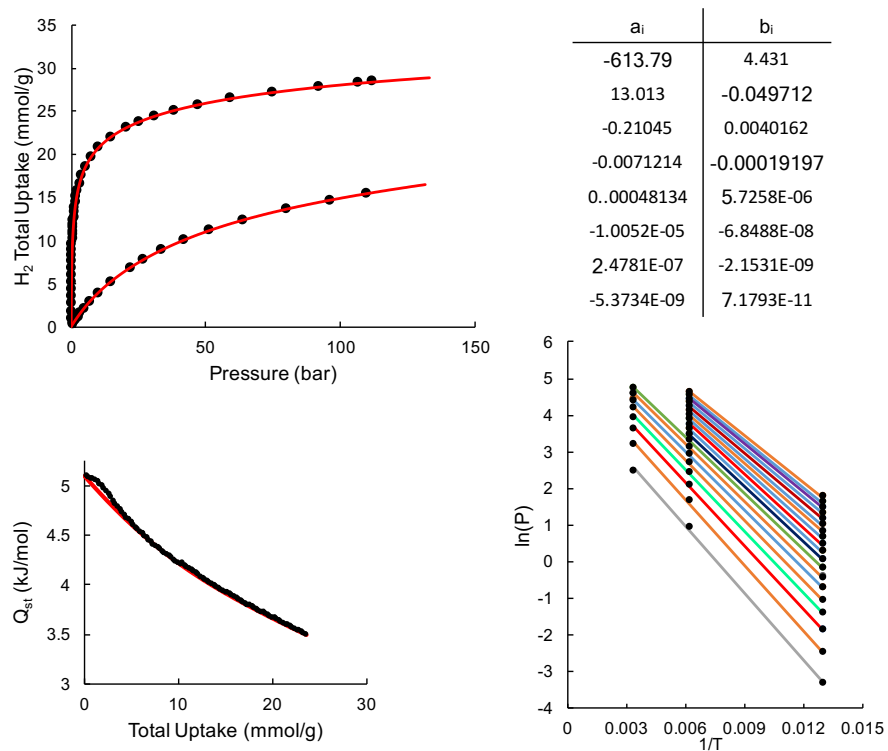 35
30
25
20
15
10
5
0
0 50 100 150
H₂ Total Uptake (mmol/g)
Pressure (bar)
aᵢ bᵢ
-613.79 4.431
13.013 -0.049712
-0.21045 0.0040162
-0.0071214 -0.00019197
0..00048134 5.7258E-06
-1.0052E-05 -6.8488E-08
2.4781E-07 -2.1531E-09
-5.3734E-09 7.1793E-11
5
4.5
4
3.5
3
0 10 20 30
Qst (kJ/mol)
Total Uptake (mmol/g)
6
5
4
3
2
1
0
-1
-2
-3
-4
0 0.003 0.006 0.009 0.012 0.015
ln(P)
1/T